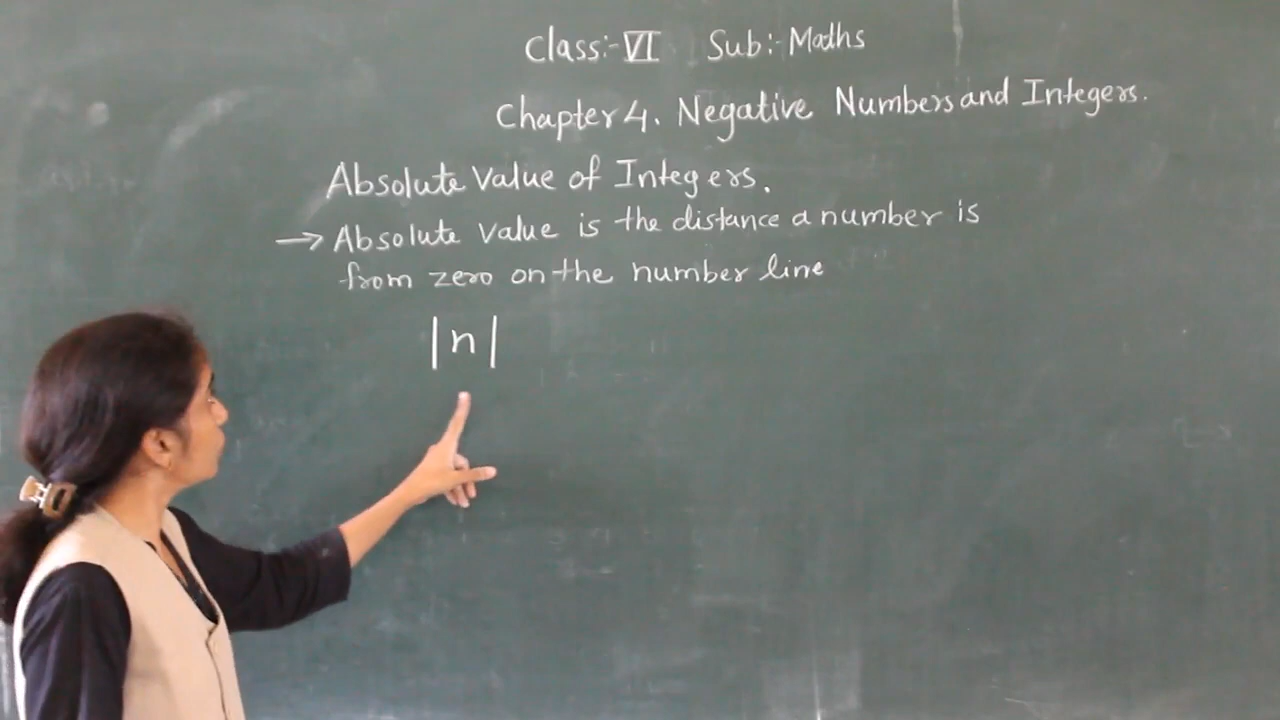 Class:- VI Sub:- Maths
Chapter 4. Negative Numbers and Integers.
Absolute Value of Integers.
→ Absolute value is the distance a number is
from zero on the number line
|n|